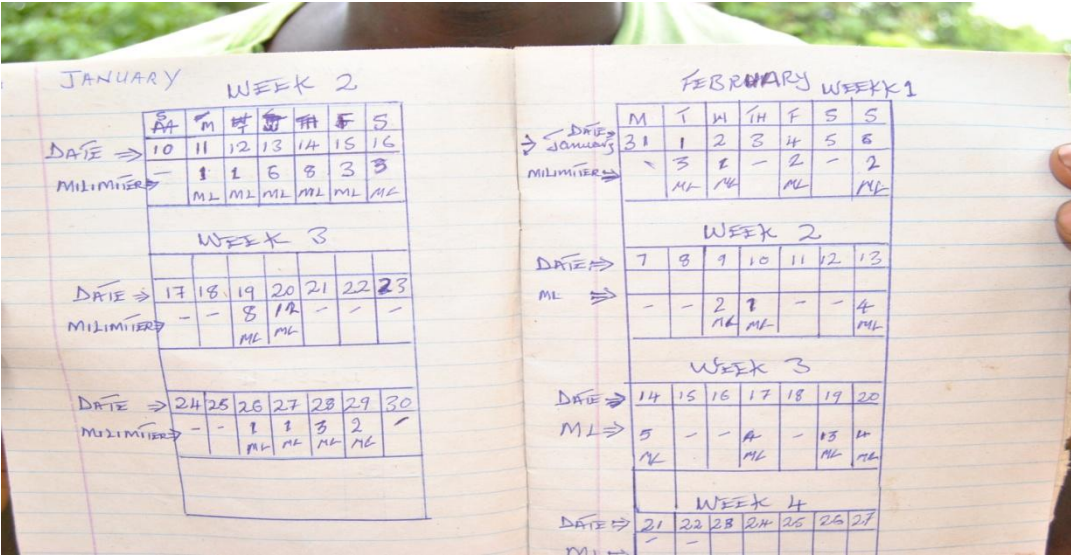 JANUARY
WEEK 2
M T S
DATE ⇒ 10 11 12 13 14 15 16
MILIMITER ⇒ - 1 1 6 8 3 3
ML ML ML ML ML ML
WEEK 3
DATE ⇒ 17 18 19 20 21 22 23
MILIMITER ⇒ - - 8 12 - - -
ML ML
DATE ⇒ 24 25 26 27 28 29 30
MILIMITER ⇒ - - 1 1 3 2 -
ML ML ML ML
FEBRUARY WEEKK 1
M T W TH F S S
DATE ⇒
⇒ January 31 1 2 3 4 5 6
MILIMITER ⇒ - 3 1 - 2 - 2
ML ML ML ML
WEEK 2
DATE ⇒ 7 8 9 10 11 12 13
ML ⇒ - - 2 1 - - 4
ML ML ML
WEEK 3
DATE ⇒ 14 15 16 17 18 19 20
ML ⇒ 5 - - 4 - 13 4
ML ML ML ML
WEEK 4
DATE ⇒ 21 22 23 24 25 26 27
ML - -